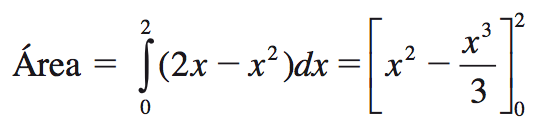 Área = ∫₀² (2x − x²)dx = [x² − x³/3]₀²